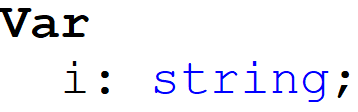 Var
i: string;